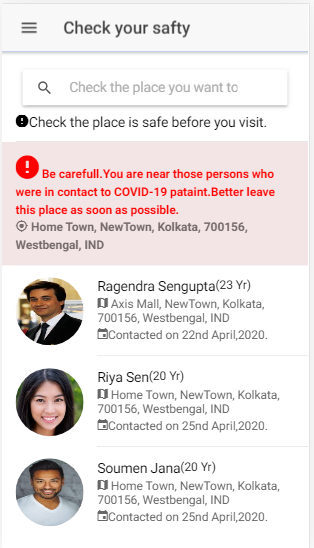 Check your safty
Check the place you want to
Check the place is safe before you visit.
Be carefull.You are near those persons who
were in contact to COVID-19 pataint.Better leave
this place as soon as possible.
Home Town, NewTown, Kolkata, 700156,
Westbengal, IND
Ragendra Sengupta(23 Yr)
Axis Mall, NewTown, Kolkata,
700156, Westbengal, IND
Contacted on 22nd April,2020.
Riya Sen(20 Yr)
Home Town, NewTown, Kolkata,
700156, Westbengal, IND
Contacted on 25nd April,2020.
Soumen Jana(20 Yr)
Home Town, NewTown, Kolkata,
700156, Westbengal, IND
Contacted on 25nd April,2020.